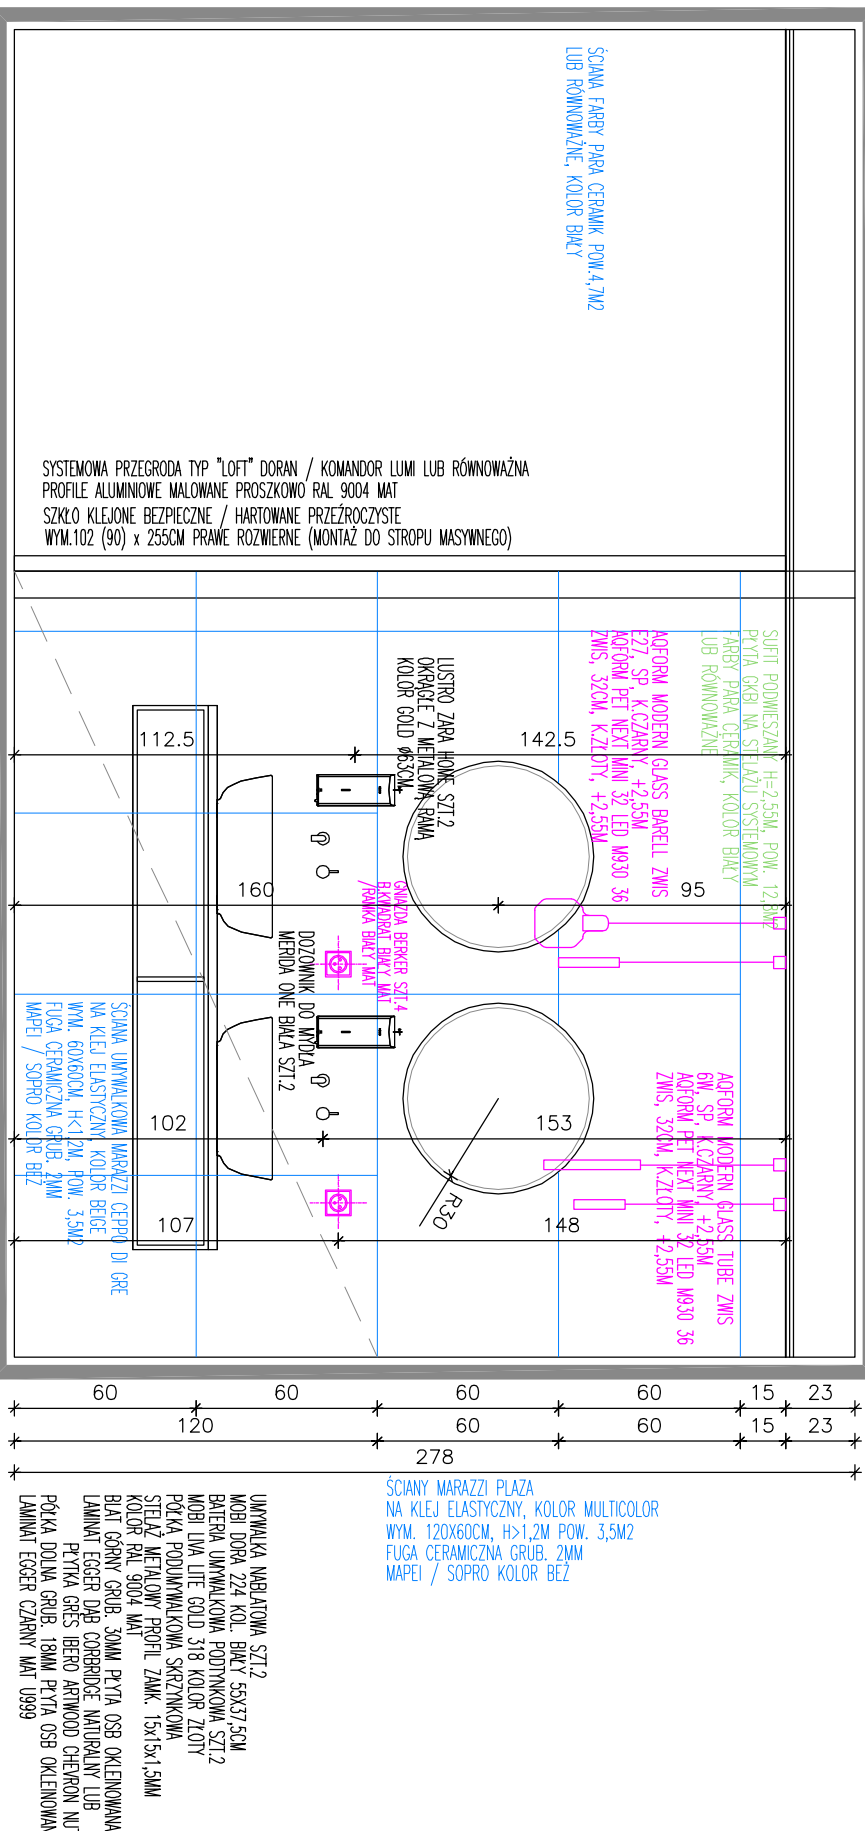 ŚCIANA FARBY PARA CERAMIK POW.4,7M2
LUB RÓWNOWAŻNE, KOLOR BIAŁY
SYSTEMOWA PRZEGRODA TYP "LOFT" DORAN / KOMANDOR LUMI LUB RÓWNOWAŻNA
PROFILE ALUMINIOWE MALOWANE PROSZKOWO RAL 9004 MAT
SZKŁO KLEJONE BEZPIECZNE / HARTOWANE PRZEŹROCZYSTE
WYM.102 (90) x 255CM PRAWE ROZWIERNE (MONTAŻ DO STROPU MASYWNEGO)
SUFIT PODWIESZANY H=2,55M, POW. 12,8M2
PŁYTA GKBI NA STELAŻU SYSTEMOWYM
FARBY PARA CERAMIK, KOLOR BIAŁY
LUB RÓWNOWAŻNE
AQFORM MODERN GLASS BARELL ZWIS
E27, SP, K.CZARNY, +2,55M
AQFORM PET NEXT MINI 32 LED M930 36
ZWIS, 32CM, K.ZŁOTY, +2,55M
LUSTRO ZARA HOME SZT.2
OKRĄGŁE Z METALOWĄ RAMĄ
KOLOR GOLD Ø63CM
112.5
142.5
160
95
GNIAZDA BERKER SZT.4
B.KWADRAT BIAŁY MAT
/RAMKA BIAŁY MAT
DOZOWNIK DO MYDŁA
MERIDA ONE BIAŁA SZT.2
ŚCIANA UMYWALKOWA MARAZZI CEPPO DI GRE
NA KLEJ ELASTYCZNY, KOLOR BEIGE
WYM. 60X60CM, H<1,2M, POW. 3,5M2
FUGA CERAMICZNA GRUB. 2MM
MAPEI / SOPRO KOLOR BEŻ
AQFORM MODERN GLASS TUBE ZWIS
6W, SP, K.CZARNY, +2,55M
AQFORM PET NEXT MINI 32 LED M930 36
ZWIS, 32CM, K.ZŁOTY, +2,55M
102
153
R30
107
148
60
60
60
60
15
23
120
60
60
15
23
278
ŚCIANY MARAZZI PLAZA
NA KLEJ ELASTYCZNY, KOLOR MULTICOLOR
WYM. 120X60CM, H>1,2M POW. 3,5M2
FUGA CERAMICZNA GRUB. 2MM
MAPEI / SOPRO KOLOR BEŻ
UMYWALKA NABLATOWA SZT.2
MOBI DORA 224 KOL. BIAŁY 55X37,5CM
BATERIA UMYWALKOWA PODTYNKOWA SZT.2
MOBI LIVA LITE GOLD 318 KOLOR ZŁOTY
PÓŁKA PODUMYWALKOWA SKRZYNKOWA
STELAŻ METALOWY PROFIL ZAMK. 15x15x1,5MM
KOLOR RAL 9004 MAT
BLAT GÓRNY GRUB. 30MM PŁYTA OSB OKLEINOWANA
LAMINAT EGGER DĄB CORBRIDGE NATURALNY LUB
PŁYTKA GRES IBERO ARTWOOD CHEVRON NUT
PÓŁKA DOLNA GRUB. 18MM PŁYTA OSB OKLEINOWAN
LAMINAT EGGER CZARNY MAT U999